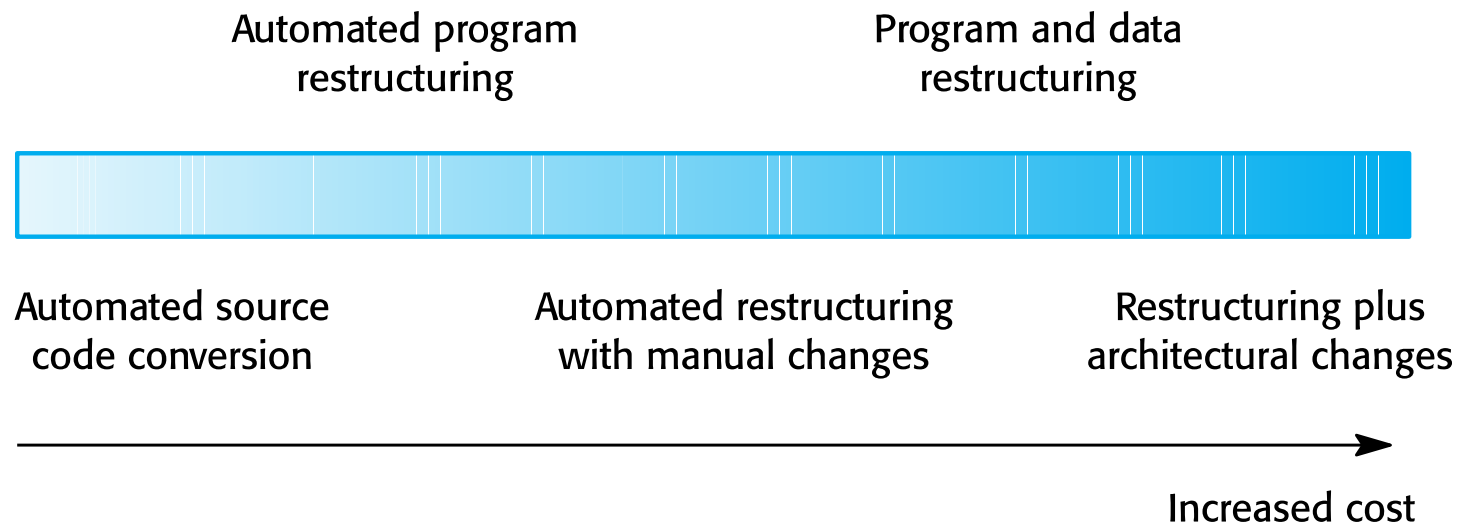 Automated program
restructuring
Program and data
restructuring
Automated source
code conversion
Automated restructuring
with manual changes
Restructuring plus
architectural changes
Increased cost